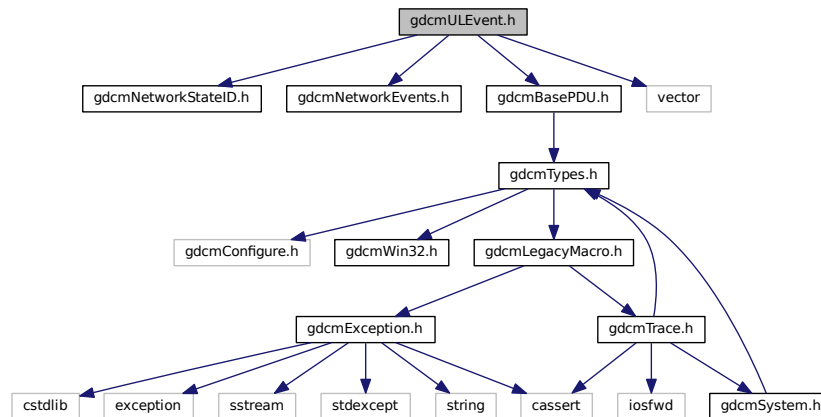 gdcmULEvent.h
gdcmNetworkStateID.h
gdcmNetworkEvents.h
gdcmBasePDU.h
vector
gdcmTypes.h
gdcmConfigure.h
gdcmWin32.h
gdcmLegacyMacro.h
gdcmException.h
gdcmTrace.h
cstdlib
exception
sstream
stdexcept
string
cassert
iosfwd
gdcmSystem.h